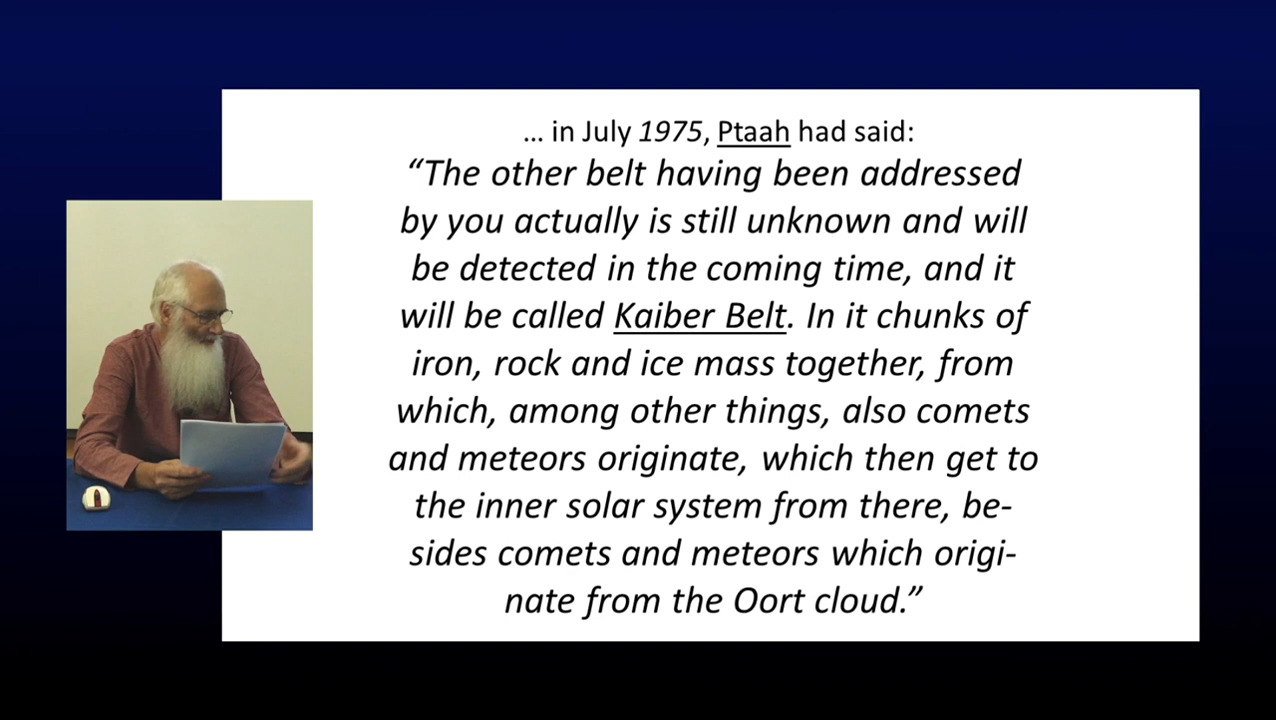 ... in July 1975, Ptaah had said:
“The other belt having been addressed
by you actually is still unknown and will
be detected in the coming time, and it
will be called Kaiber Belt. In it chunks of
iron, rock and ice mass together, from
which, among other things, also comets
and meteors originate, which then get to
the inner solar system from there, be-
sides comets and meteors which origi-
nate from the Oort cloud.”